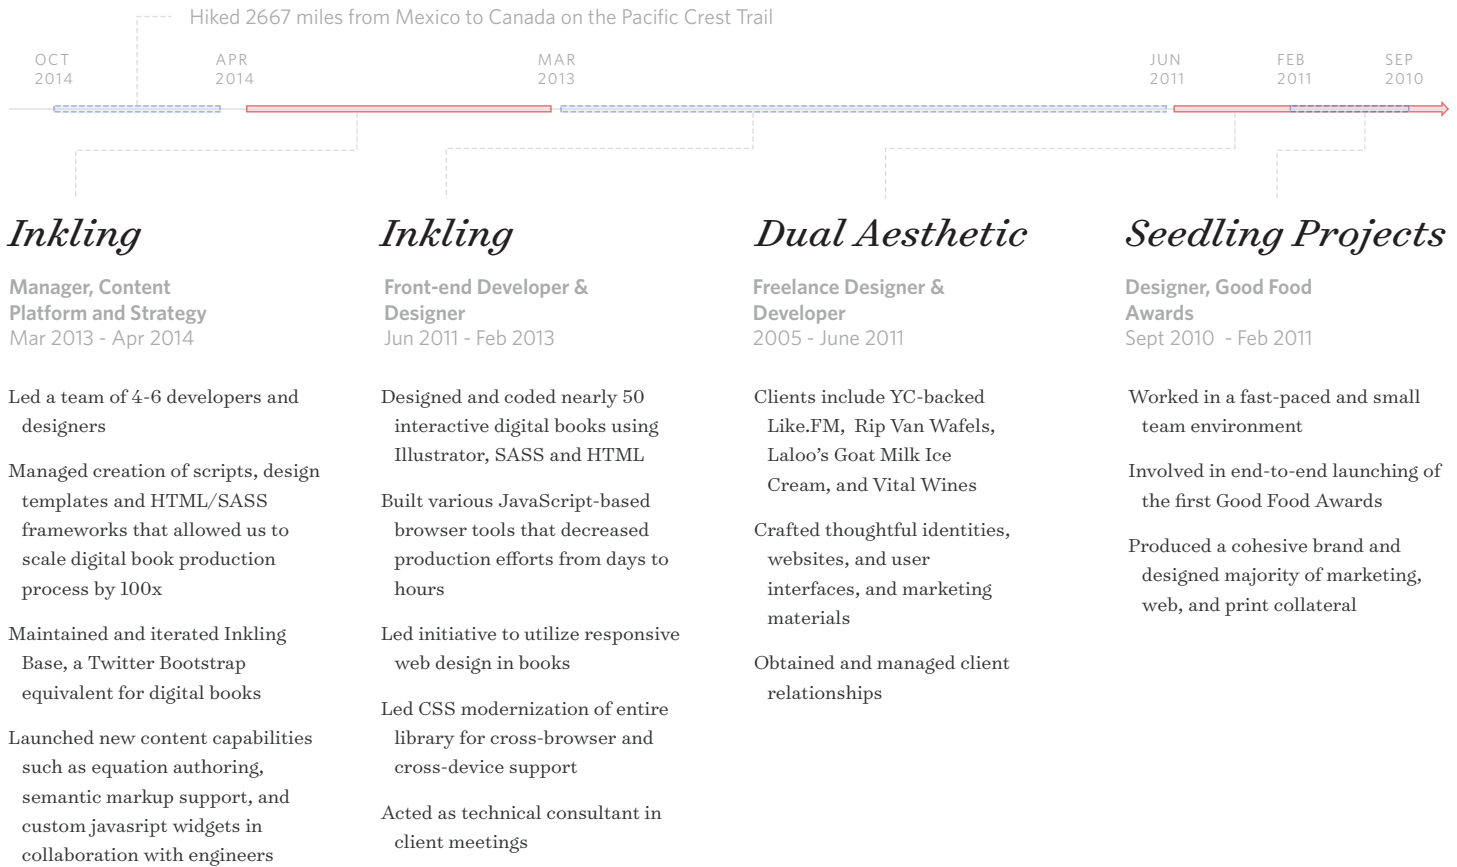 Hiked 2667 miles from Mexico to Canada on the Pacific Crest Trail
OCT
2014
APR
2014
MAR
2013
JUN
2011
FEB
2011
SEP
2010
Inkling
Manager, Content
Platform and Strategy
Mar 2013 - Apr 2014
Led a team of 4-6 developers and
designers
Managed creation of scripts, design
templates and HTML/SASS
frameworks that allowed us to
scale digital book production
process by 100x
Maintained and iterated Inkling
Base, a Twitter Bootstrap
equivalent for digital books
Launched new content capabilities
such as equation authoring,
semantic markup support, and
custom javasript widgets in
collaboration with engineers
Inkling
Front-end Developer &
Designer
Jun 2011 - Feb 2013
Designed and coded nearly 50
interactive digital books using
Illustrator, SASS and HTML
Built various JavaScript-based
browser tools that decreased
production efforts from days to
hours
Led initiative to utilize responsive
web design in books
Led CSS modernization of entire
library for cross-browser and
cross-device support
Acted as technical consultant in
client meetings
Dual Aesthetic
Freelance Designer &
Developer
2005 - June 2011
Clients include YC-backed
Like.FM, Rip Van Wafels,
Laloo's Goat Milk Ice
Cream, and Vital Wines
Crafted thoughtful identities,
websites, and user
interfaces, and marketing
materials
Obtained and managed client
relationships
Seedling Projects
Designer, Good Food
Awards
Sept 2010 - Feb 2011
Worked in a fast-paced and small
team environment
Involved in end-to-end launching of
the first Good Food Awards
Produced a cohesive brand and
designed majority of marketing,
web, and print collateral